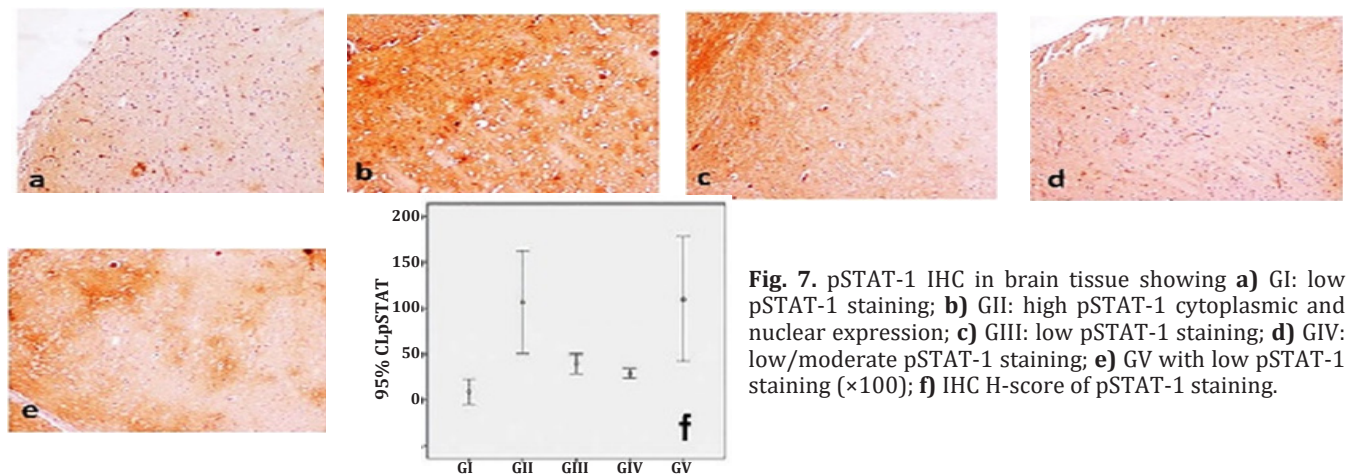 a
b
c
d
e
200
150
100
50
0
95% CLpSTAT
GI GII GIII GIV GV
f
Fig. 7. pSTAT-1 IHC in brain tissue showing a) GI: low
pSTAT-1 staining; b) GII: high pSTAT-1 cytoplasmic and
nuclear expression; c) GIII: low pSTAT-1 staining; d) GIV:
low/moderate pSTAT-1 staining; e) GV with low pSTAT-1
staining (×100); f) IHC H-score of pSTAT-1 staining.